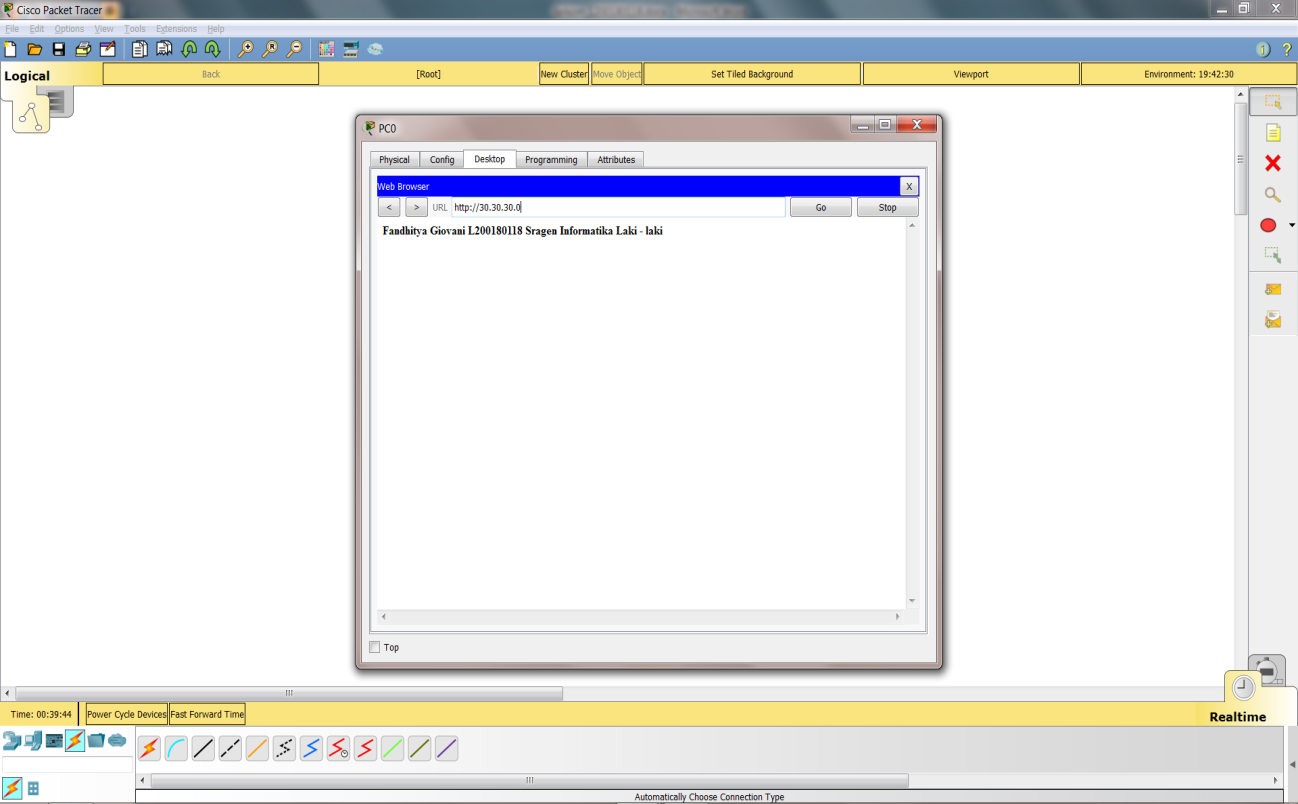 Cisco Packet Tracer
File Edit Options View Tools Extensions Help
Logical Back [Root] New Cluster Move Object Set Tiled Background Viewport Environment: 19:42:30
PC0
Physical Config Desktop Programming Attributes
Web Browser X
< > URL http://30.30.30.0 Go Stop
Fandhitya Giovani L200180118 Sragen Informatika Laki - laki
Top
Time: 00:39:44 Power Cycle Devices Fast Forward Time
Realtime
Automatically Choose Connection Type